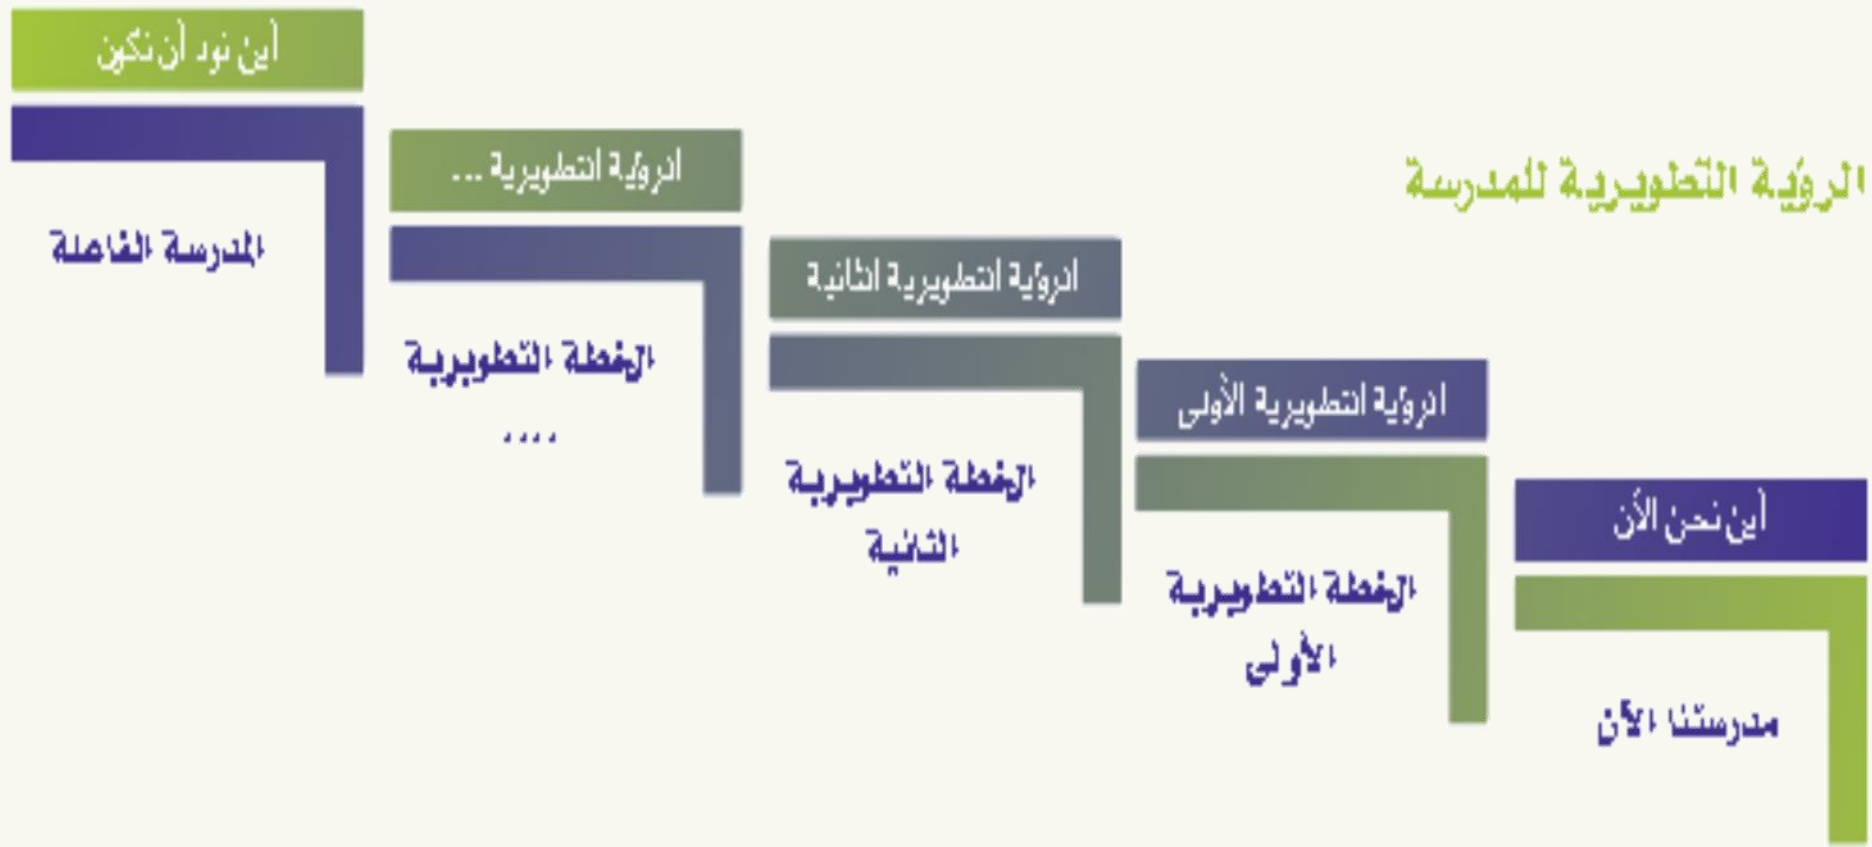 الرؤية التطويرية للمدرسة
أين نحن الآن
مدرستنا الآن
الرؤية التطويرية الأولى
الخطة التطويرية
الأولى
الرؤية التطويرية الثانية
الخطة التطويرية
الثانية
الرؤية التطويرية ...
الخطة التطويرية
....
أين نود أن نكون
المدرسة الفاعلة